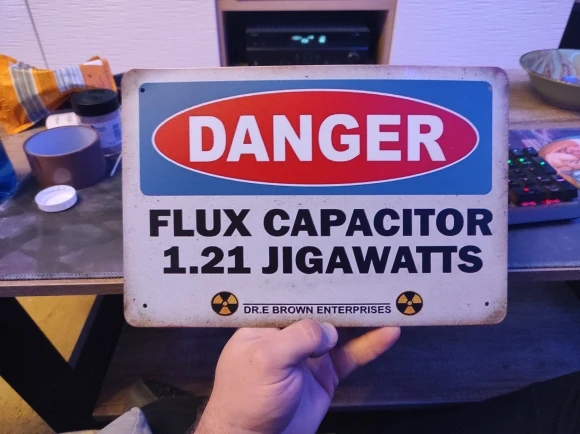 DANGER
FLUX CAPACITOR
1.21 JIGAWATTS
DR.E BROWN ENTERPRISES